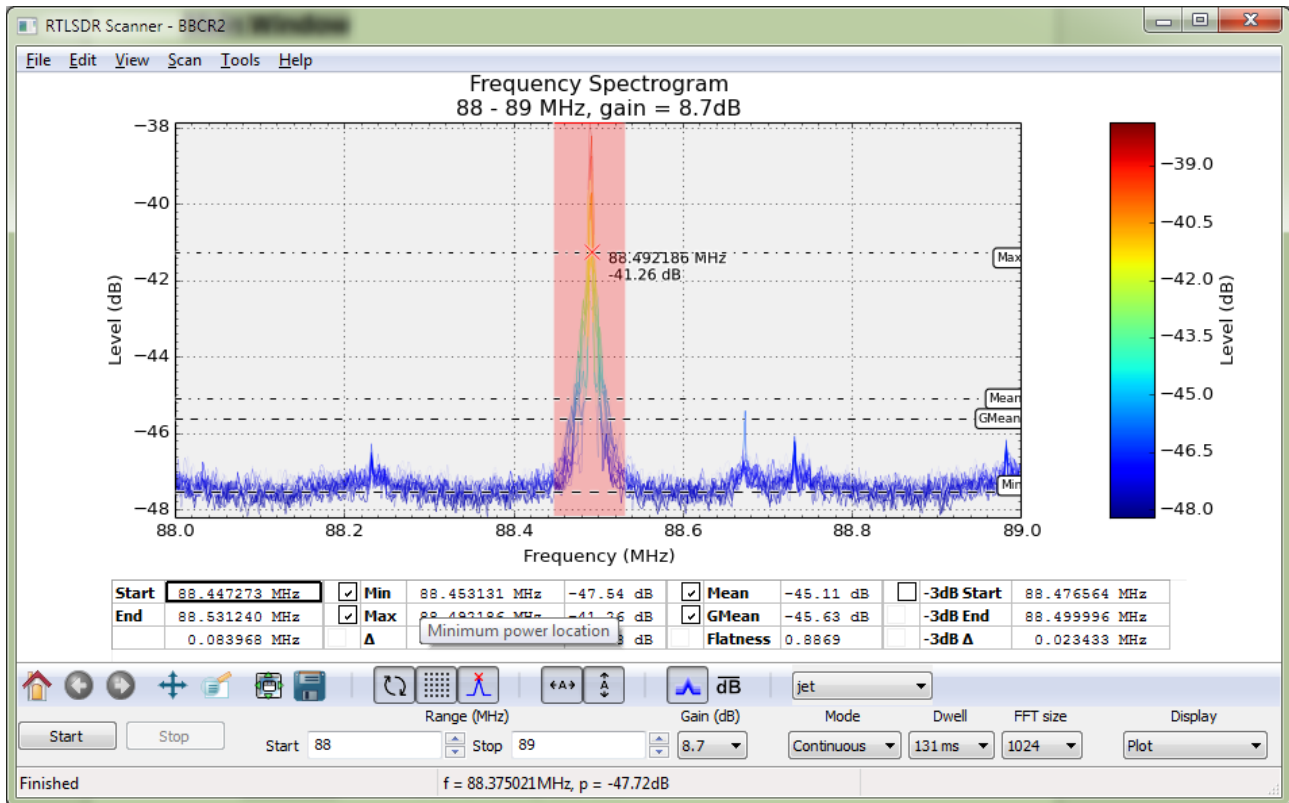 RTLSDR Scanner - BBCR2
File Edit View Scan Tools Help
Frequency Spectrogram
88 - 89 MHz, gain = 8.7dB
−38
−40
−42
−44
−46
−48
Level (dB)
88.492186 MHz
-41.26 dB
Max
Mean
GMean
Min
88.0 88.2 88.4 88.6 88.8 89.0
Frequency (MHz)
−39.0
−40.5
−42.0
−43.5
−45.0
−46.5
−48.0
Level (dB)
Start 88.447273 MHz Min 88.453131 MHz -47.54 dB Mean -45.11 dB -3dB Start 88.476564 MHz
End 88.531240 MHz Max 88.492186 MHz -41.26 dB GMean -45.63 dB -3dB End 88.499996 MHz
0.083968 MHz Δ dB Flatness 0.8869 -3dB Δ 0.023433 MHz
Minimum power location
A A dB jet
Range (MHz) Gain (dB) Mode Dwell FFT size Display
Start Stop Start 88 Stop 89 8.7 Continuous 131 ms 1024 Plot
Finished f = 88.375021MHz, p = -47.72dB